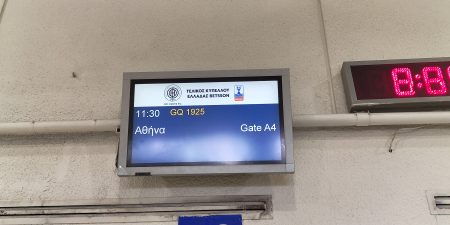 ΤΕΛΙΚΟΣ ΚΥΠΕΛΛΟΥ
ΕΛΛΑΔΑΣ BETSSON
11:30 GQ 1925
Αθήνα Gate A4